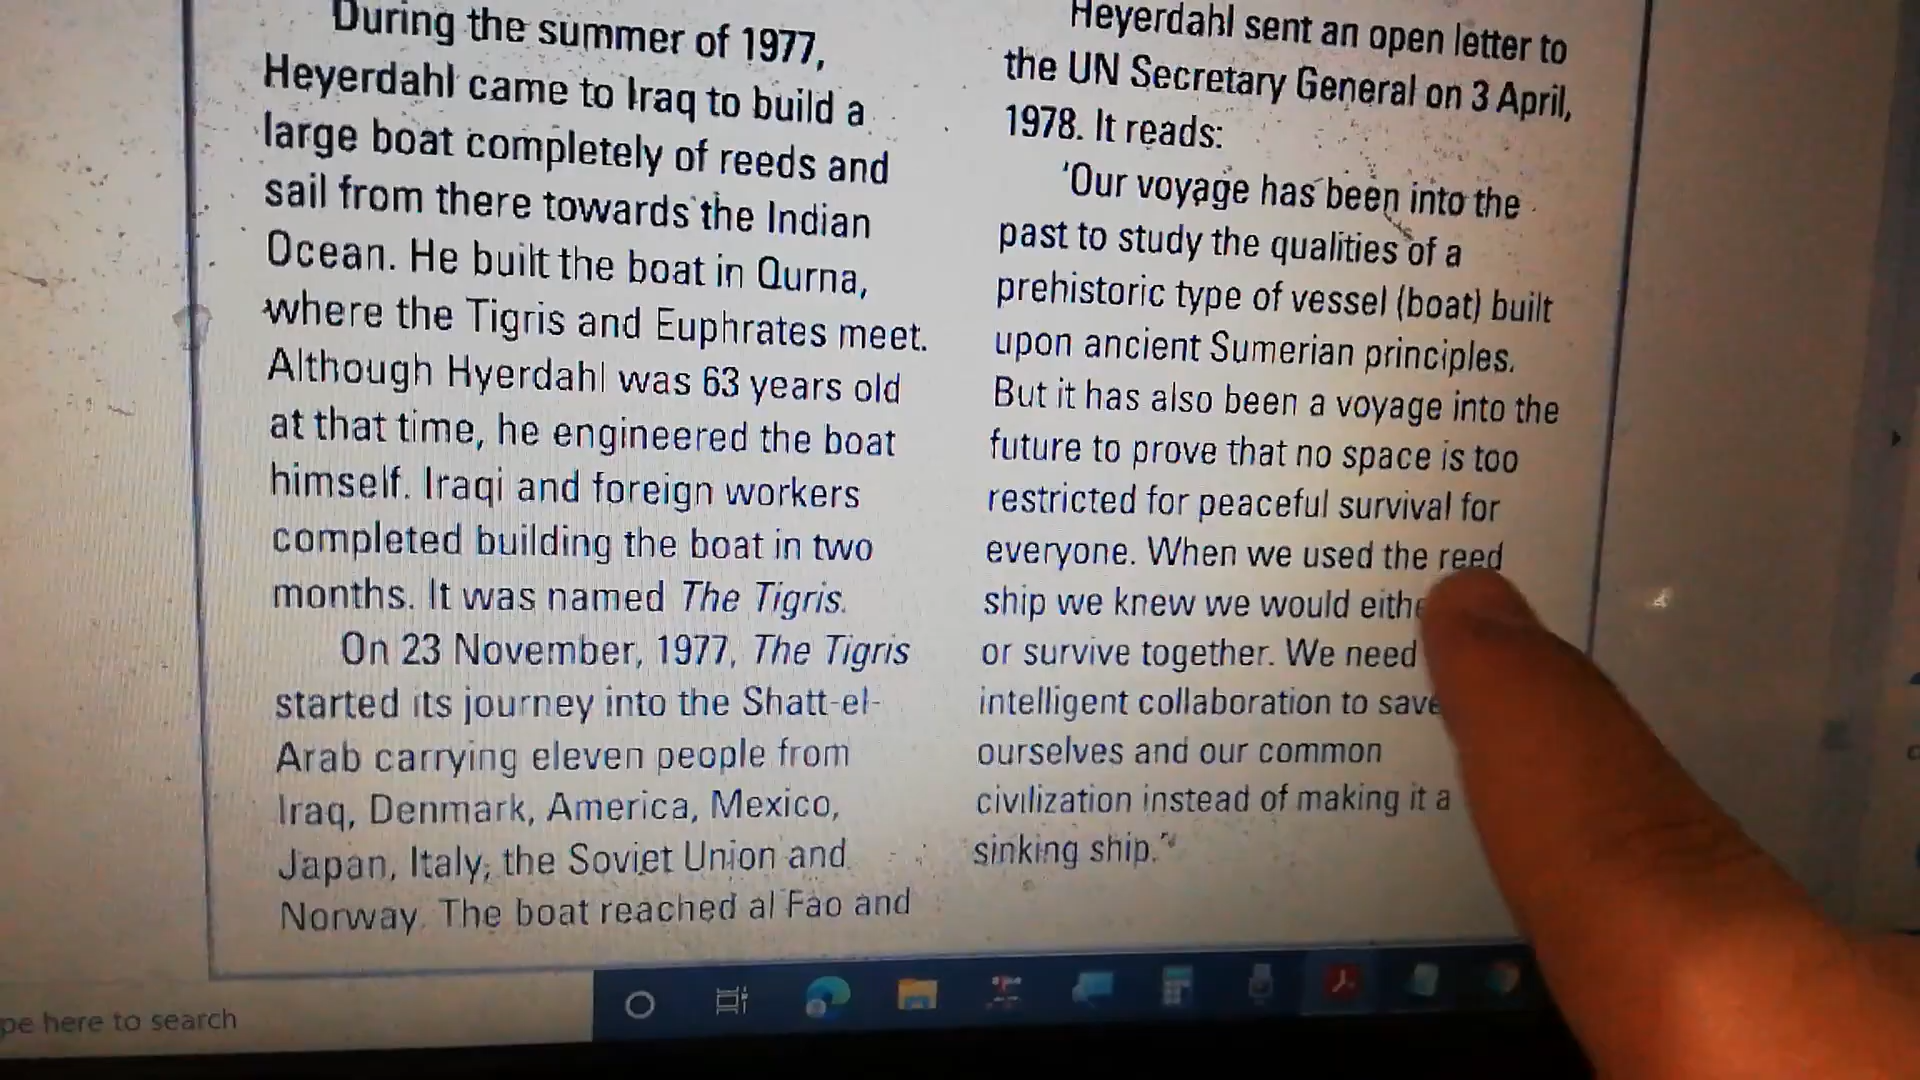 During the summer of 1977,
Heyerdahl came to Iraq to build a
large boat completely of reeds and
sail from there towards the Indian
Ocean. He built the boat in Qurna,
where the Tigris and Euphrates meet.
Although Hyerdahl was 63 years old
at that time, he engineered the boat
himself. Iraqi and foreign workers
completed building the boat in two
months. It was named The Tigris.
On 23 November, 1977, The Tigris
started its journey into the Shatt-el-
Arab carrying eleven people from
Iraq, Denmark, America, Mexico,
Japan, Italy, the Soviet Union and
Norway. The boat reached al Fao and
Heyerdahl sent an open letter to
the UN Secretary General on 3 April,
1978. It reads:
'Our voyage has been into the
past to study the qualities of a
prehistoric type of vessel (boat) built
upon ancient Sumerian principles.
But it has also been a voyage into the
future to prove that no space is too
restricted for peaceful survival for
everyone. When we used the reed
ship we knew we would
or survive together. We need
intelligent collaboration to save
ourselves and our common
civilization instead of making it a
sinking ship.'
here to search